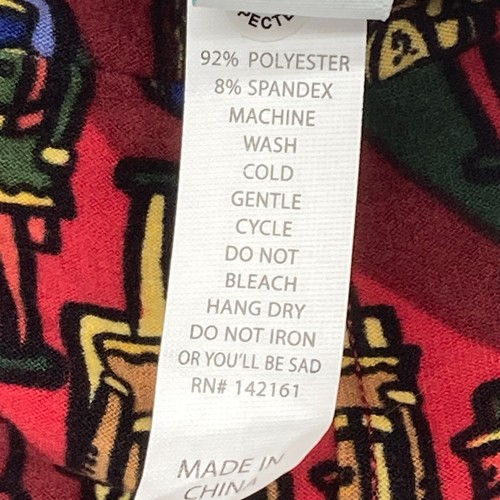 92% POLYESTER
8% SPANDEX
MACHINE
WASH
COLD
GENTLE
CYCLE
DO NOT
BLEACH
HANG DRY
DO NOT IRON
OR YOU'LL BE SAD
RN# 142161
MADE IN
CHINA